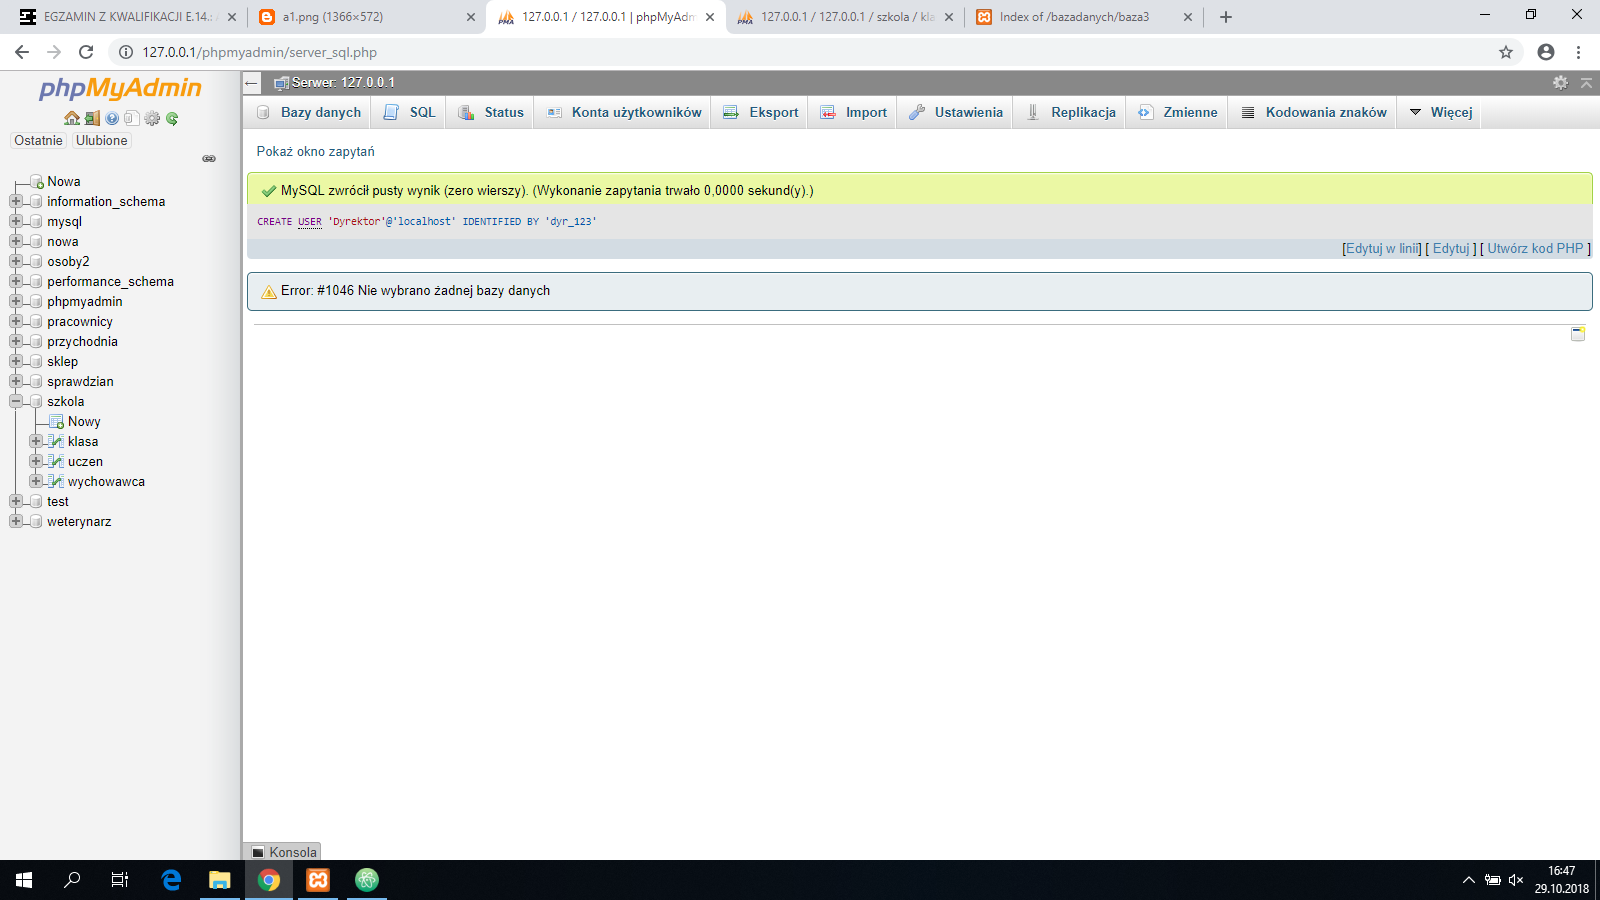 EGZAMIN Z KWALIFIKACJI E.14.:
a1.png (1366×572)
127.0.0.1 / 127.0.0.1 | phpMyAdm
127.0.0.1 / 127.0.0.1 / szkola / kla
Index of /bazadanych/baza3
127.0.0.1/phpmyadmin/server_sql.php
phpMyAdmin
Ostatnie
Ulubione
Nowa
information_schema
mysql
nowa
osoby2
performance_schema
phpmyadmin
pracownicy
przychodnia
sklep
sprawdzian
szkola
Nowy
klasa
uczen
wychowawca
test
weterynarz
Serwer: 127.0.0.1
Bazy danych
SQL
Status
Konta użytkowników
Eksport
Import
Ustawienia
Replikacja
Zmienne
Kodowania znaków
Więcej
Pokaż okno zapytań
MySQL zwrócił pusty wynik (zero wierszy). (Wykonanie zapytania trwało 0,0000 sekund(y).)
CREATE USER 'Dyrektor'@'localhost' IDENTIFIED BY 'dyr_123'
[Edytuj w linii] [ Edytuj ] [ Utwórz kod PHP ]
Error: #1046 Nie wybrano żadnej bazy danych
Konsola
16:47
29.10.2018